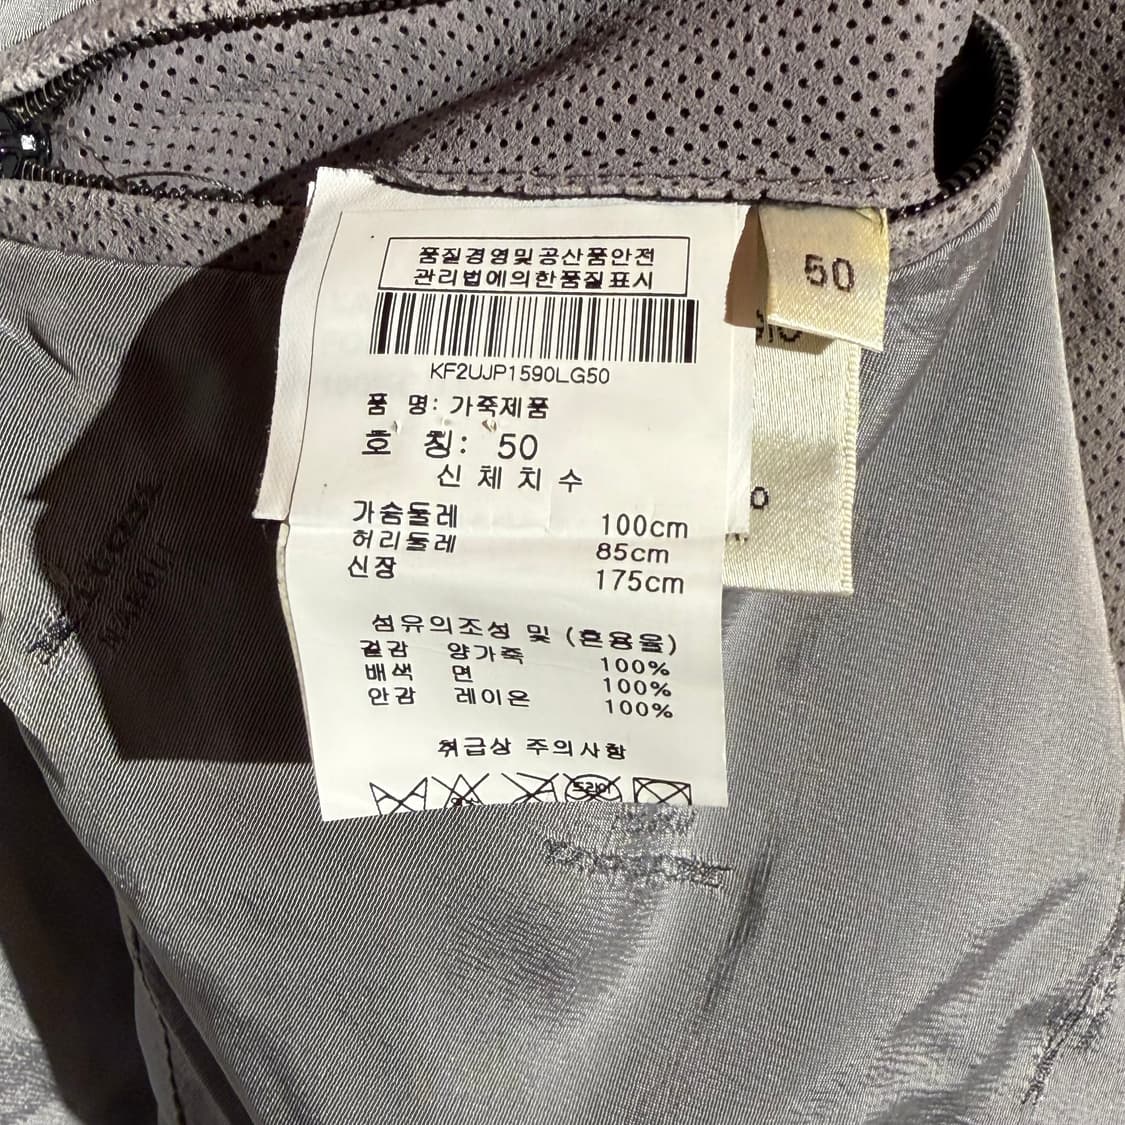 품질경영및공산품안전
관리법에의한품질표시
KF2UJP1590LG50
품 명: 가죽제품
호 칭: 50
신체치수
가슴둘레 100cm
허리둘레 85cm
신장 175cm
섬유의조성 및 (혼용율)
겉감 양가죽 100%
배색 면 100%
안감 레이온 100%
취급상 주의사항
드라이
50